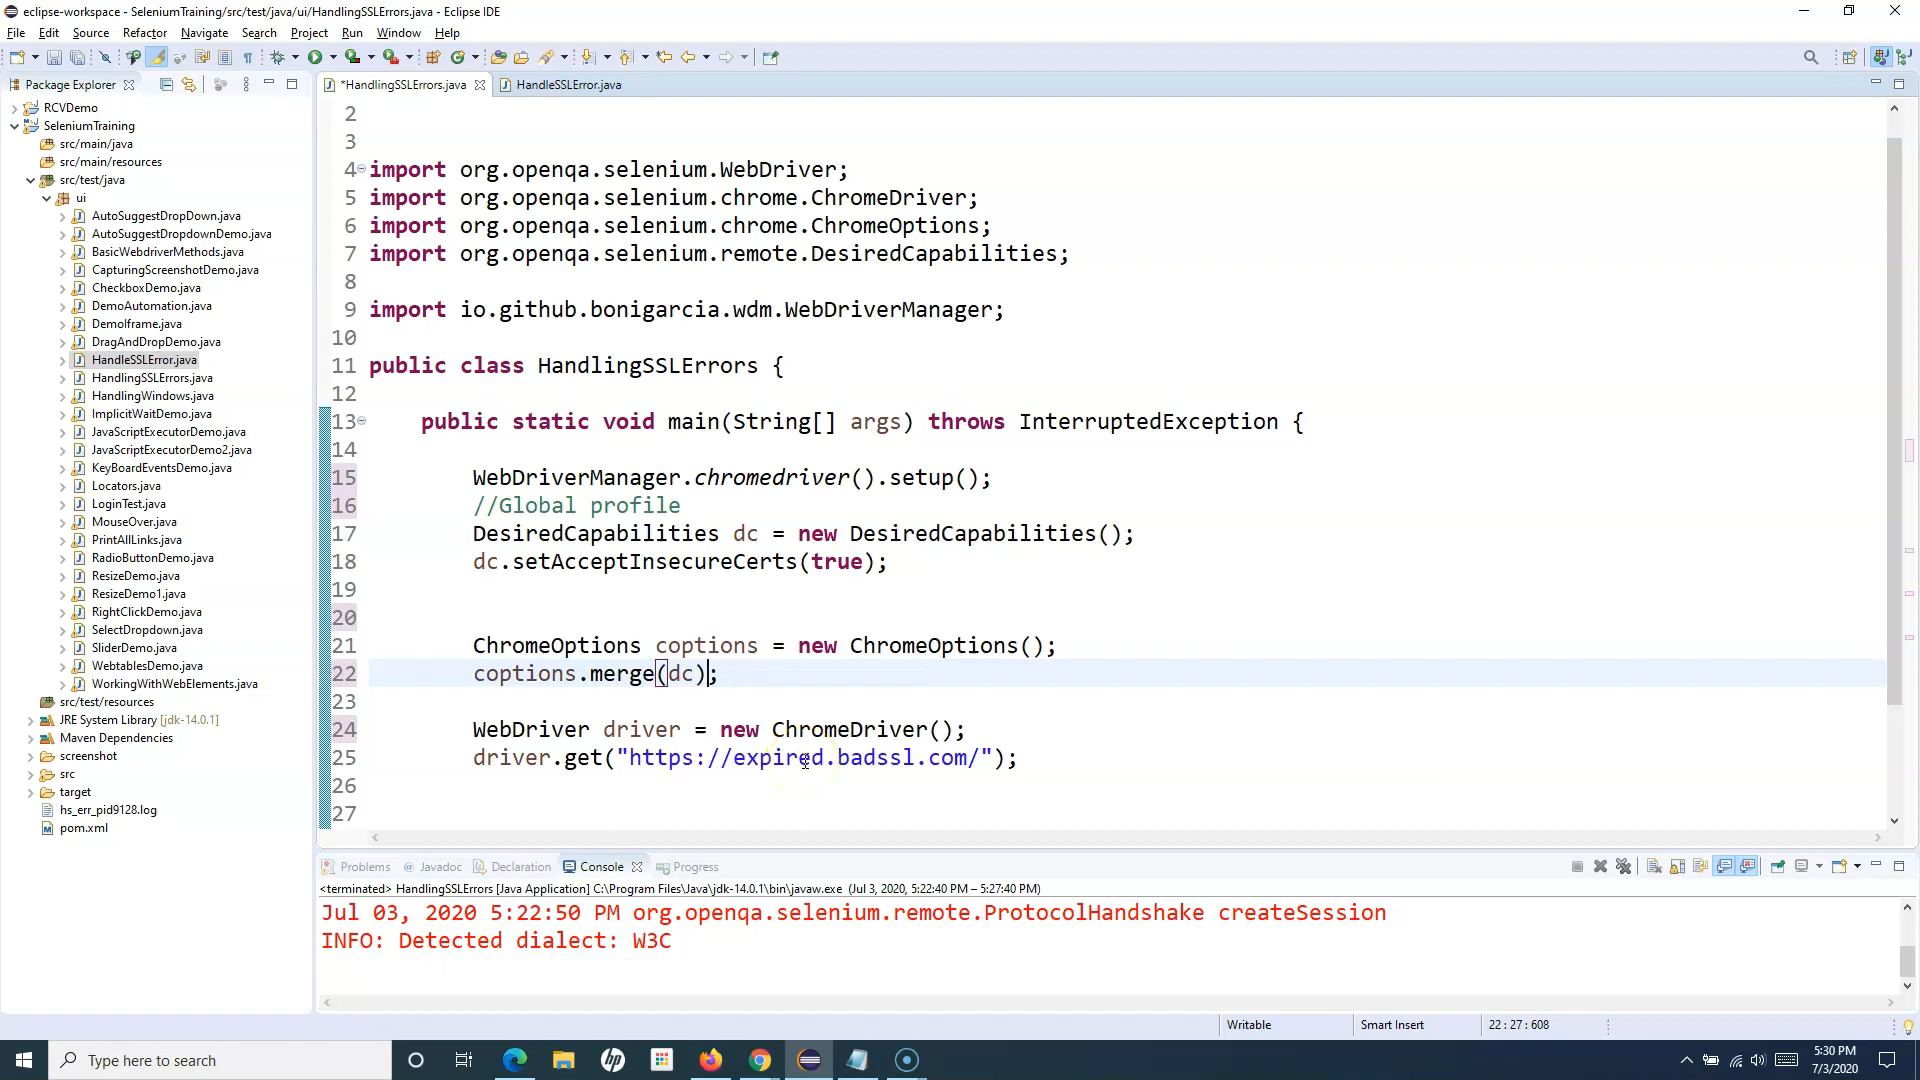 eclipse-workspace - SeleniumTraining/src/test/java/ui/HandlingSSLErrors.java - Eclipse IDE
File Edit Source Refactor Navigate Search Project Run Window Help
Package Explorer
*HandlingSSLErrors.java
HandleSSLError.java
RCVDemo
SeleniumTraining
src/main/java
src/main/resources
src/test/java
ui
AutoSuggestDropDown.java
AutoSuggestDropdownDemo.java
BasicWebdriverMethods.java
CapturingScreenshotDemo.java
CheckboxDemo.java
DemoAutomation.java
DemoIframe.java
DragAndDropDemo.java
HandleSSLError.java
HandlingSSLErrors.java
HandlingWindows.java
ImplicitWaitDemo.java
JavaScriptExecutorDemo.java
JavaScriptExecutorDemo2.java
KeyBoardEventsDemo.java
Locators.java
LoginTest.java
MouseOver.java
PrintAllLinks.java
RadioButtonDemo.java
ResizeDemo.java
ResizeDemo1.java
RightClickDemo.java
SelectDropdown.java
SliderDemo.java
WebtablesDemo.java
WorkingWithWebElements.java
src/test/resources
JRE System Library [jdk-14.0.1]
Maven Dependencies
screenshot
src
target
hs_err_pid9128.log
pom.xml
2
3
4 import org.openqa.selenium.WebDriver;
5 import org.openqa.selenium.chrome.ChromeDriver;
6 import org.openqa.selenium.chrome.ChromeOptions;
7 import org.openqa.selenium.remote.DesiredCapabilities;
8
9 import io.github.bonigarcia.wdm.WebDriverManager;
10
11 public class HandlingSSLErrors {
12
13 public static void main(String[] args) throws InterruptedException {
14
15 WebDriverManager.chromedriver().setup();
16 //Global profile
17 DesiredCapabilities dc = new DesiredCapabilities();
18 dc.setAcceptInsecureCerts(true);
19
20
21 ChromeOptions coptions = new ChromeOptions();
22 coptions.merge(dc);
23
24 WebDriver driver = new ChromeDriver();
25 driver.get("https://expired.badssl.com/");
26
27
Problems Javadoc Declaration Console Progress
<terminated> HandlingSSLErrors [Java Application] C:\Program Files\Java\jdk-14.0.1\bin\javaw.exe (Jul 3, 2020, 5:22:40 PM – 5:27:40 PM)
Jul 03, 2020 5:22:50 PM org.openqa.selenium.remote.ProtocolHandshake createSession
INFO: Detected dialect: W3C
Writable
Smart Insert
22 : 27 : 608
Type here to search
5:30 PM
7/3/2020